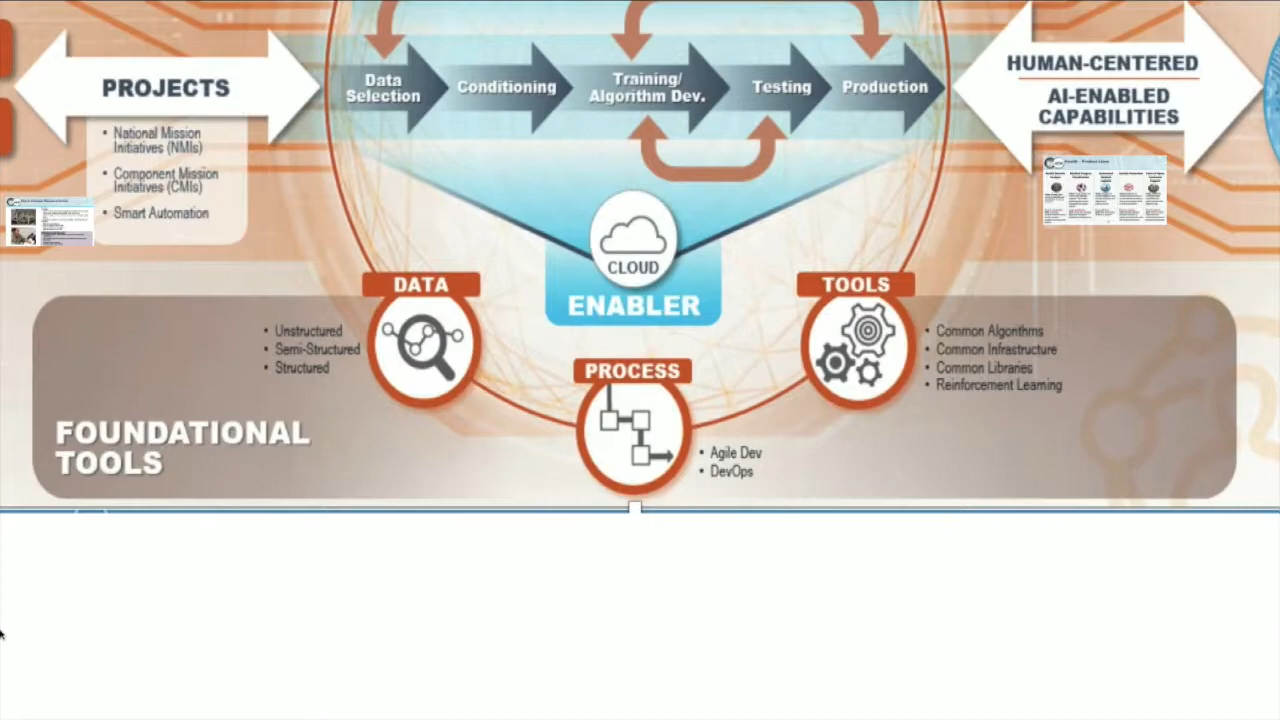 PROJECTS
• National Mission
Initiatives (NMIs)
• Component Mission
Initiatives (CMIs)
• Smart Automation
Data
Selection
Conditioning
Training/
Algorithm Dev.
Testing
Production
HUMAN-CENTERED
AI-ENABLED
CAPABILITIES
CLOUD
ENABLER
DATA
• Unstructured
• Semi-Structured
• Structured
PROCESS
• Agile Dev
• DevOps
TOOLS
• Common Algorithms
• Common Infrastructure
• Common Libraries
• Reinforcement Learning
FOUNDATIONAL
TOOLS